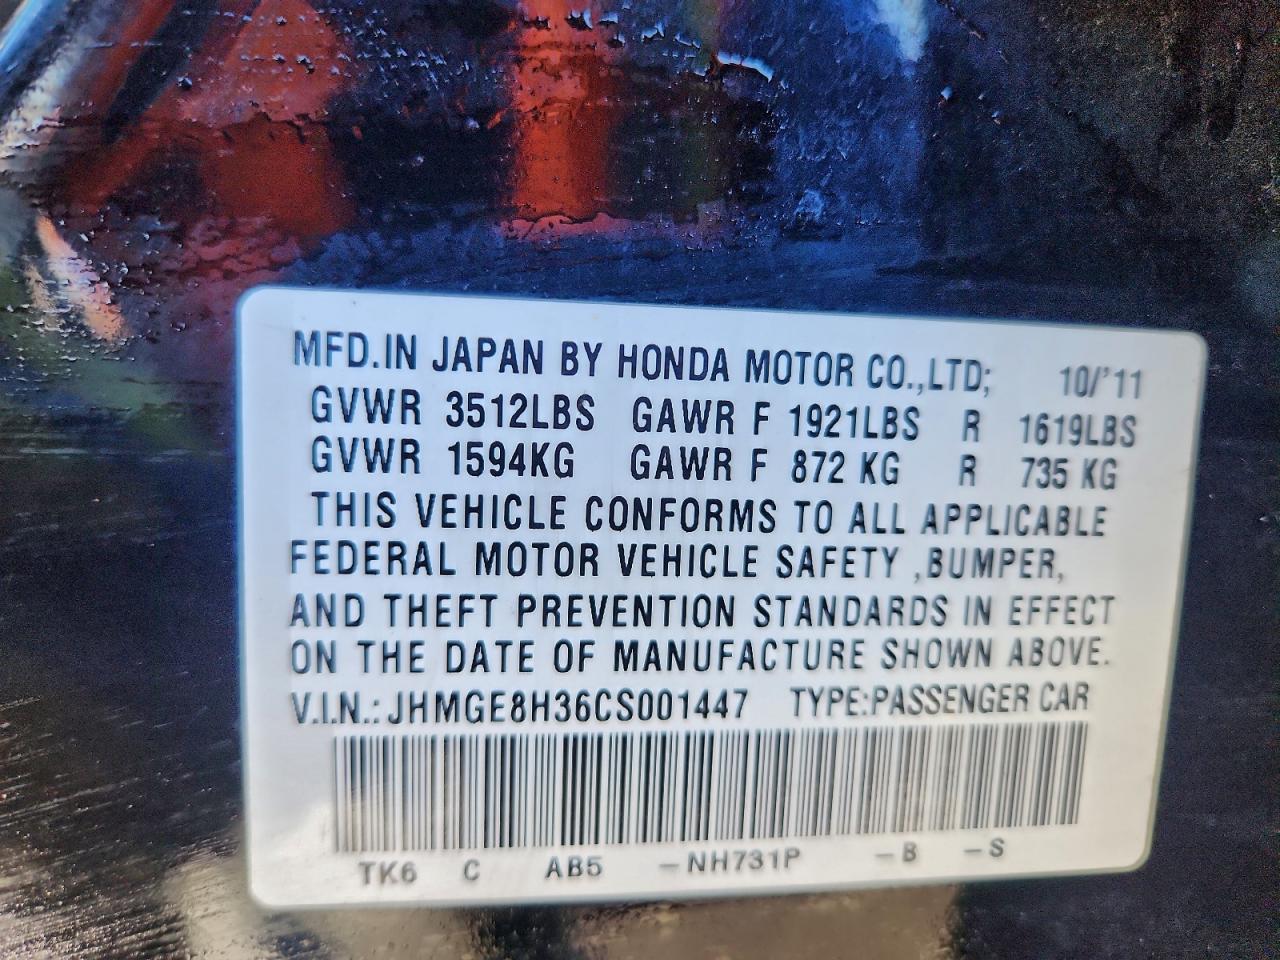 MFD.IN JAPAN BY HONDA MOTOR CO.,LTD; 10/'11
GVWR 3512LBS GAWR F 1921LBS R 1619LBS
GVWR 1594KG GAWR F 872 KG R 735 KG
THIS VEHICLE CONFORMS TO ALL APPLICABLE
FEDERAL MOTOR VEHICLE SAFETY ,BUMPER,
AND THEFT PREVENTION STANDARDS IN EFFECT
ON THE DATE OF MANUFACTURE SHOWN ABOVE.
V.I.N.: JHMGE8H36CS001447 TYPE:PASSENGER CAR
TK6 C AB5 -NH731P -B -S